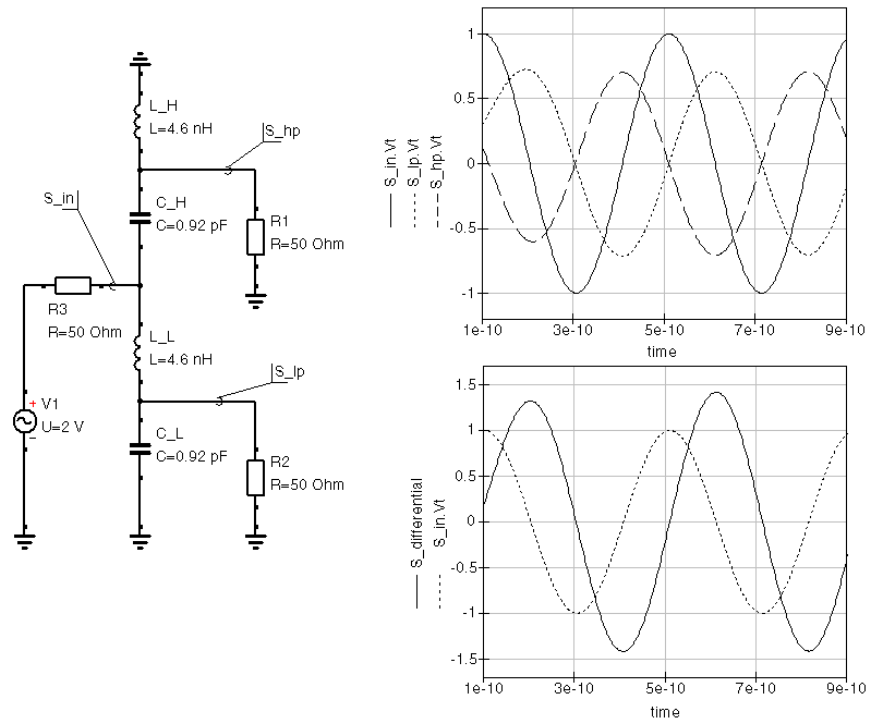 L_H
L=4.6 nH
S_hp
S_in
C_H
C=0.92 pF
R1
R=50 Ohm
R3
R=50 Ohm
L_L
L=4.6 nH
S_lp
+ V1
U=2 V
–
C_L
C=0.92 pF
R2
R=50 Ohm
S_in.Vt
S_lp.Vt
S_hp.Vt
1
0.5
0
-0.5
-1
1e-10 3e-10 5e-10 7e-10 9e-10
time
S_differential
S_in.Vt
1.5
1
0.5
0
-0.5
-1
-1.5
1e-10 3e-10 5e-10 7e-10 9e-10
time